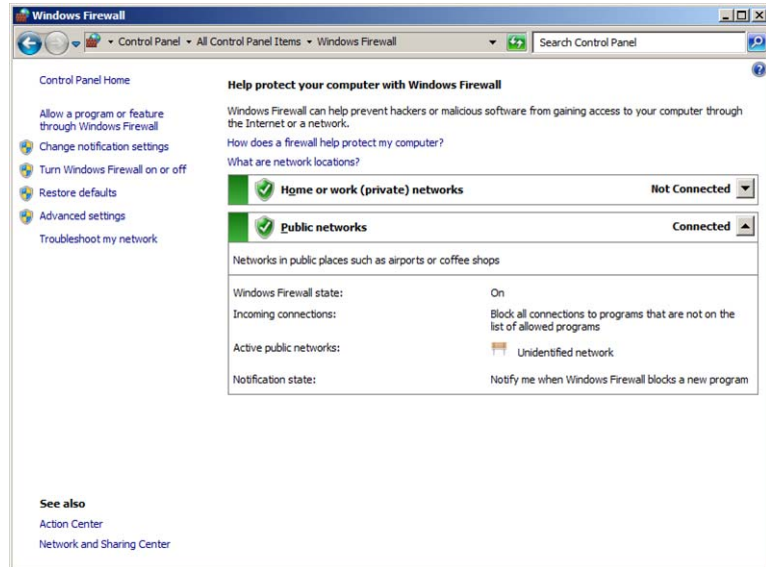 Windows Firewall
Control Panel All Control Panel Items Windows Firewall
Search Control Panel
Control Panel Home
Allow a program or feature
through Windows Firewall
Change notification settings
Turn Windows Firewall on or off
Restore defaults
Advanced settings
Troubleshoot my network
See also
Action Center
Network and Sharing Center
Help protect your computer with Windows Firewall
Windows Firewall can help prevent hackers or malicious software from gaining access to your computer through
the Internet or a network.
How does a firewall help protect my computer?
What are network locations?
Home or work (private) networks Not Connected
Public networks Connected
Networks in public places such as airports or coffee shops
Windows Firewall state: On
Incoming connections: Block all connections to programs that are not on the
list of allowed programs
Active public networks: Unidentified network
Notification state: Notify me when Windows Firewall blocks a new program